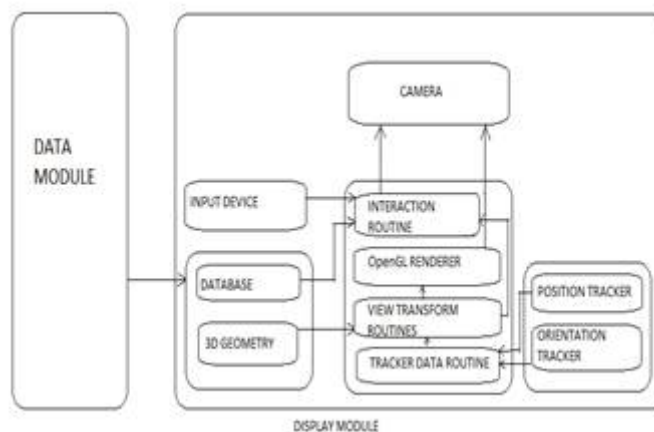 DATA
MODULE
CAMERA
INPUT DEVICE
INTERACTION
ROUTINE
OpenGL RENDERER
DATABASE
VIEW TRANSFORM
ROUTINES
3D GEOMETRY
TRACKER DATA ROUTINE
POSITION TRACKER
ORIENTATION
TRACKER
DISPLAY MODULE